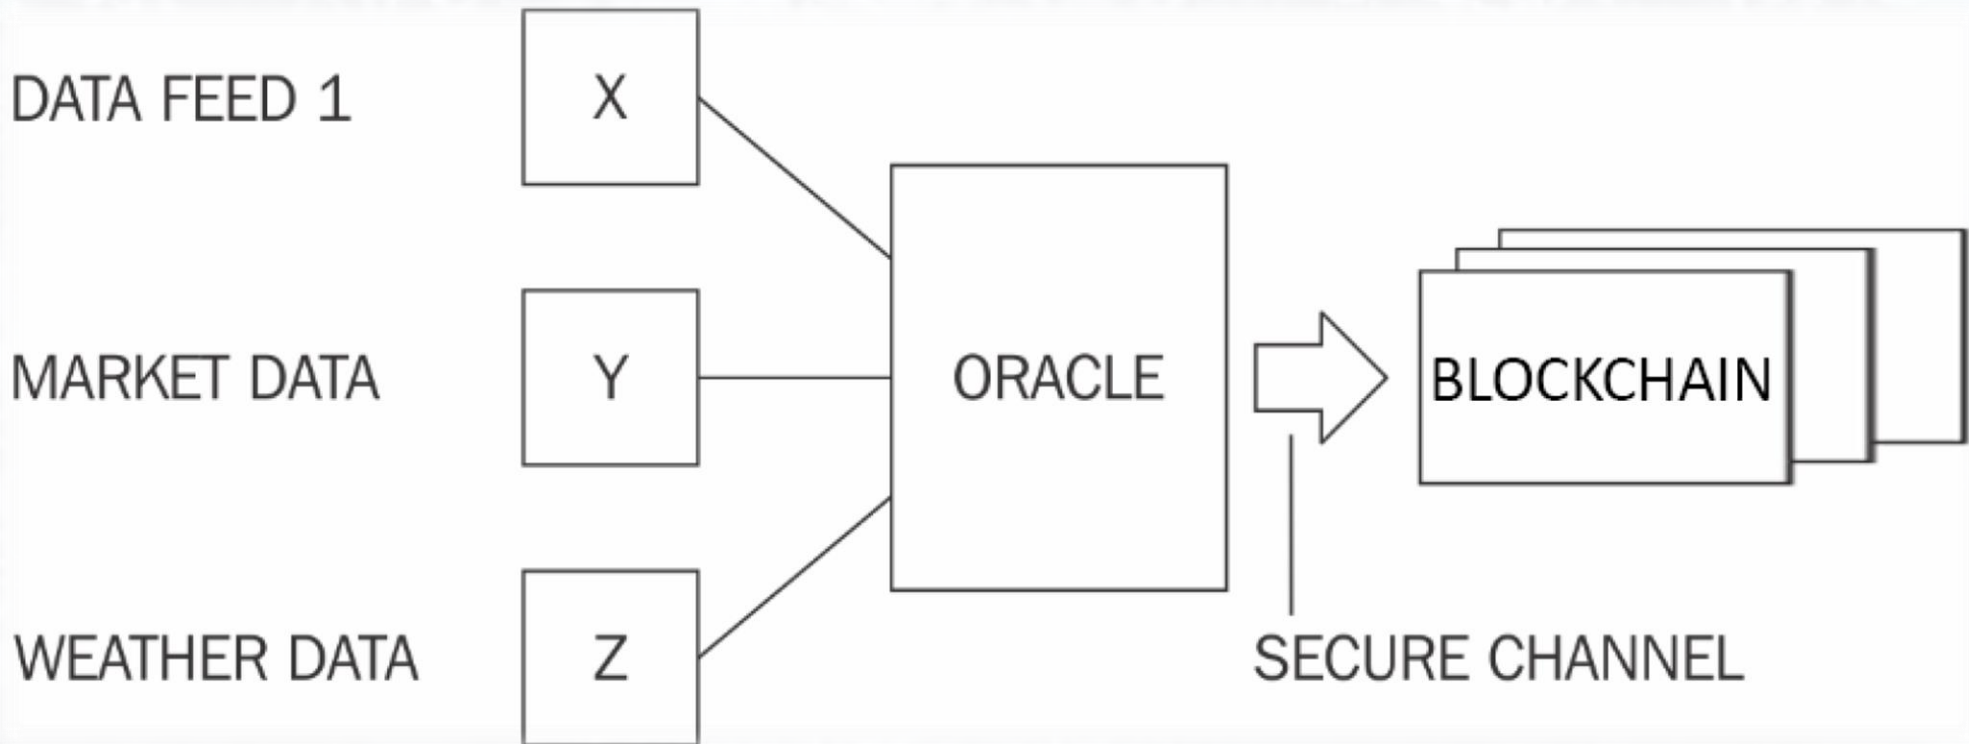 DATA FEED 1
X
MARKET DATA
Y
ORACLE
BLOCKCHAIN
WEATHER DATA
Z
SECURE CHANNEL